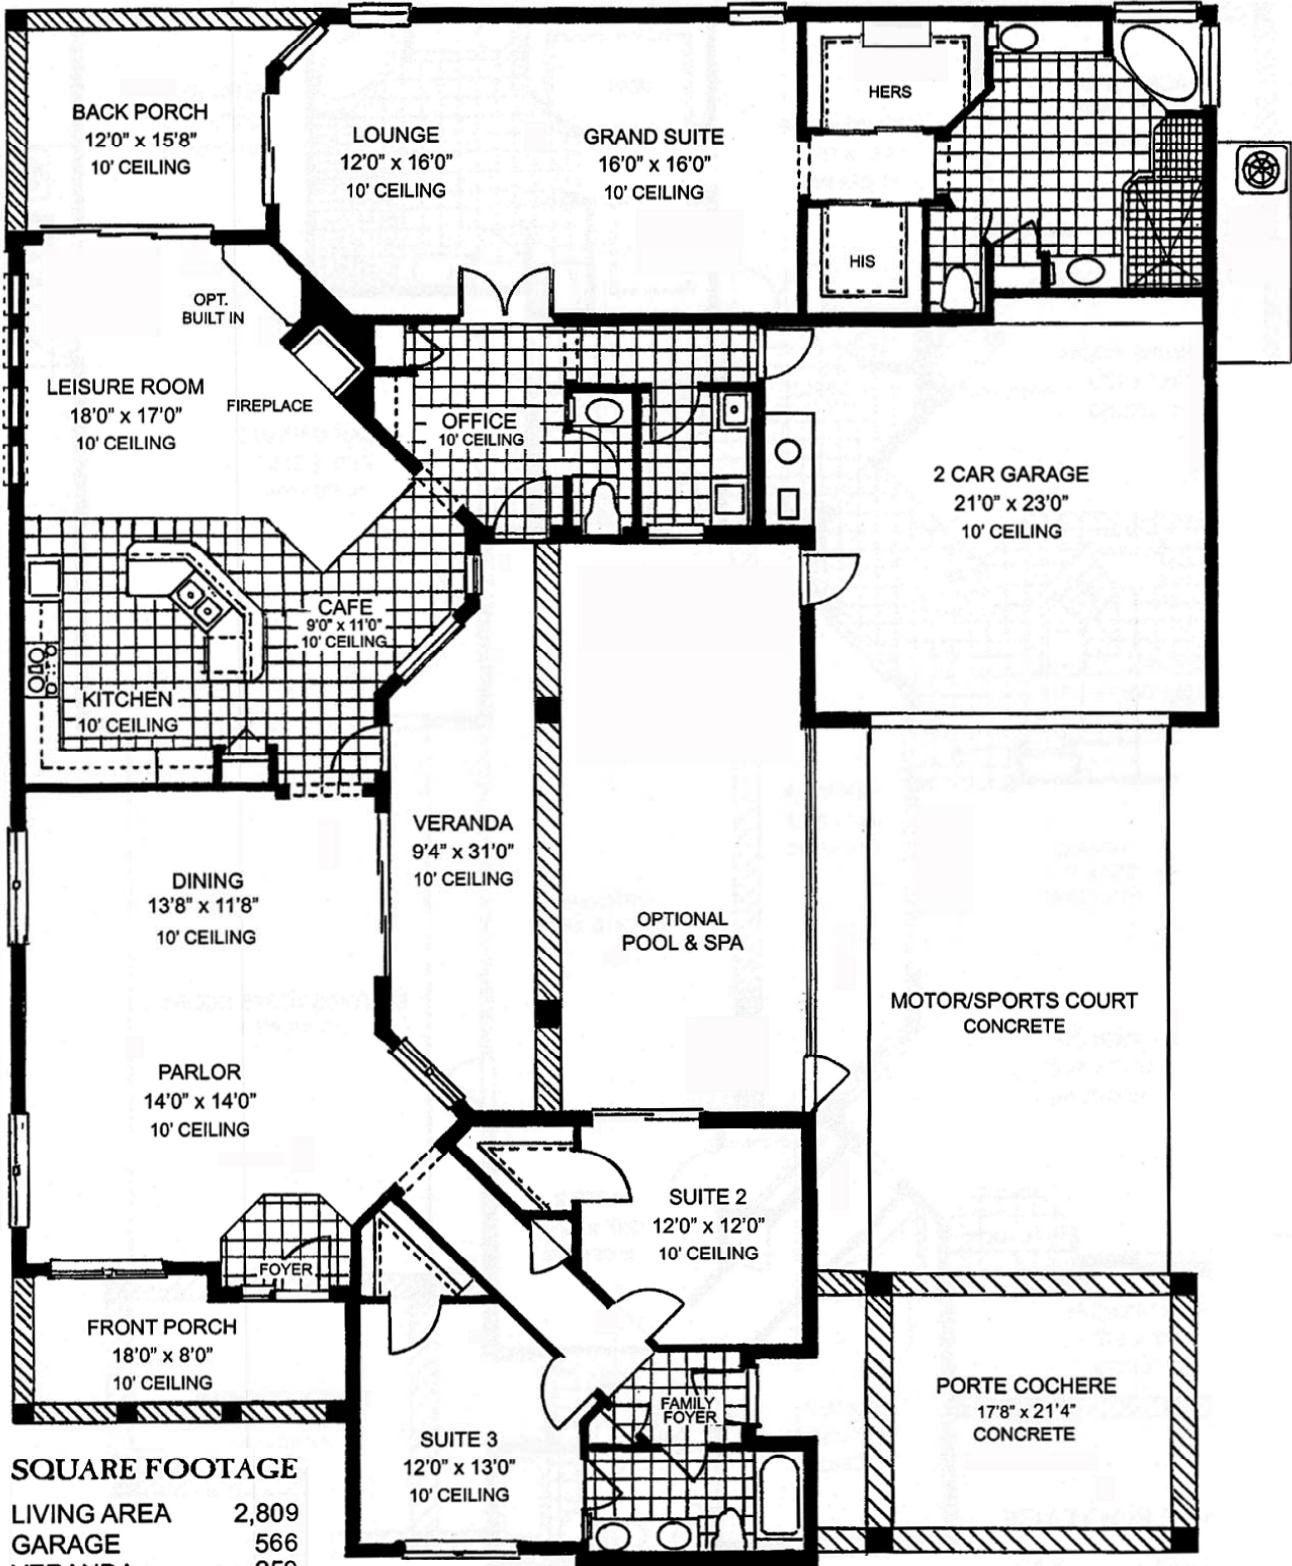 BACK PORCH
12'0" x 15'8"
10' CEILING
LOUNGE
12'0" x 16'0"
10' CEILING
GRAND SUITE
16'0" x 16'0"
10' CEILING
HERS
HIS
OPT.
BUILT IN
LEISURE ROOM
18'0" x 17'0"
10' CEILING
FIREPLACE
OFFICE
10' CEILING
2 CAR GARAGE
21'0" x 23'0"
10' CEILING
CAFE
9'0" x 11'0"
10' CEILING
KITCHEN
10' CEILING
VERANDA
9'4" x 31'0"
10' CEILING
DINING
13'8" x 11'8"
10' CEILING
OPTIONAL
POOL & SPA
MOTOR/SPORTS COURT
CONCRETE
PARLOR
14'0" x 14'0"
10' CEILING
SUITE 2
12'0" x 12'0"
10' CEILING
FOYER
FRONT PORCH
18'0" x 8'0"
10' CEILING
FAMILY
FOYER
PORTE COCHERE
17'8" x 21'4"
CONCRETE
SUITE 3
12'0" x 13'0"
10' CEILING
SQUARE FOOTAGE
LIVING AREA 2,809
GARAGE 566